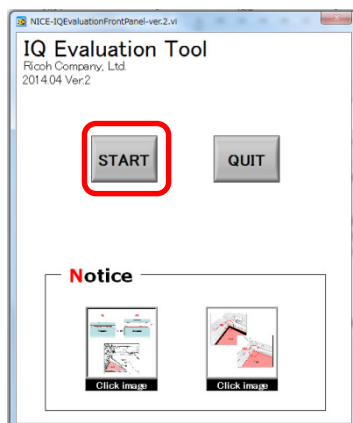 NICE-IQEvaluationFrontPanel-ver.2.vi
IQ Evaluation Tool
Ricoh Company, Ltd.
2014.04 Ver.2
START
QUIT
Notice
Click image
Click image